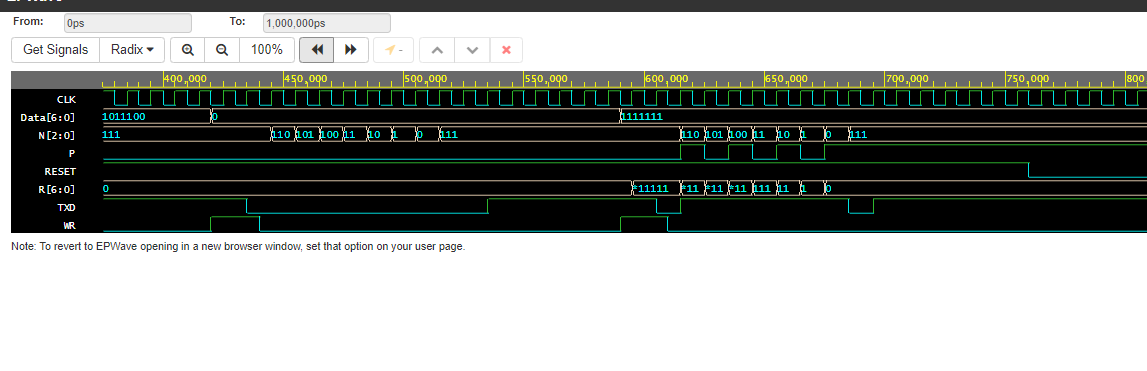 From: 0ps To: 1,000,000ps
Get Signals Radix 100% -
400,000 450,000 500,000 550,000 600,000 650,000 700,000 750,000 800
CLK
Data[6:0] 1011100 0 1111111
N[2:0] 111 110 101 100 11 10 1 0 111 110 101 100 11 10 1 0 111
P
RESET
R[6:0] 0 *11111 *11 *11 *11 111 11 1 0
TXD
WR
Note: To revert to EPWave opening in a new browser window, set that option on your user page.